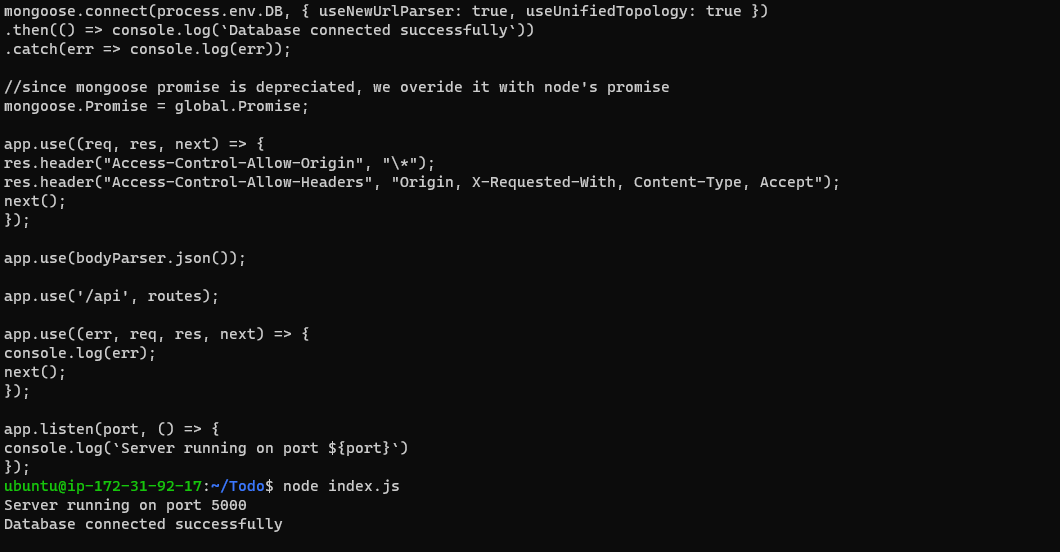 mongoose.connect(process.env.DB, { useNewUrlParser: true, useUnifiedTopology: true })
.then(() => console.log(`Database connected successfully`))
.catch(err => console.log(err));
//since mongoose promise is depreciated, we overide it with node's promise
mongoose.Promise = global.Promise;
app.use((req, res, next) => {
res.header("Access-Control-Allow-Origin", "\*");
res.header("Access-Control-Allow-Headers", "Origin, X-Requested-With, Content-Type, Accept");
next();
});
app.use(bodyParser.json());
app.use('/api', routes);
app.use((err, req, res, next) => {
console.log(err);
next();
});
app.listen(port, () => {
console.log(`Server running on port ${port}`)
});
ubuntu@ip-172-31-92-17:~/Todo$ node index.js
Server running on port 5000
Database connected successfully